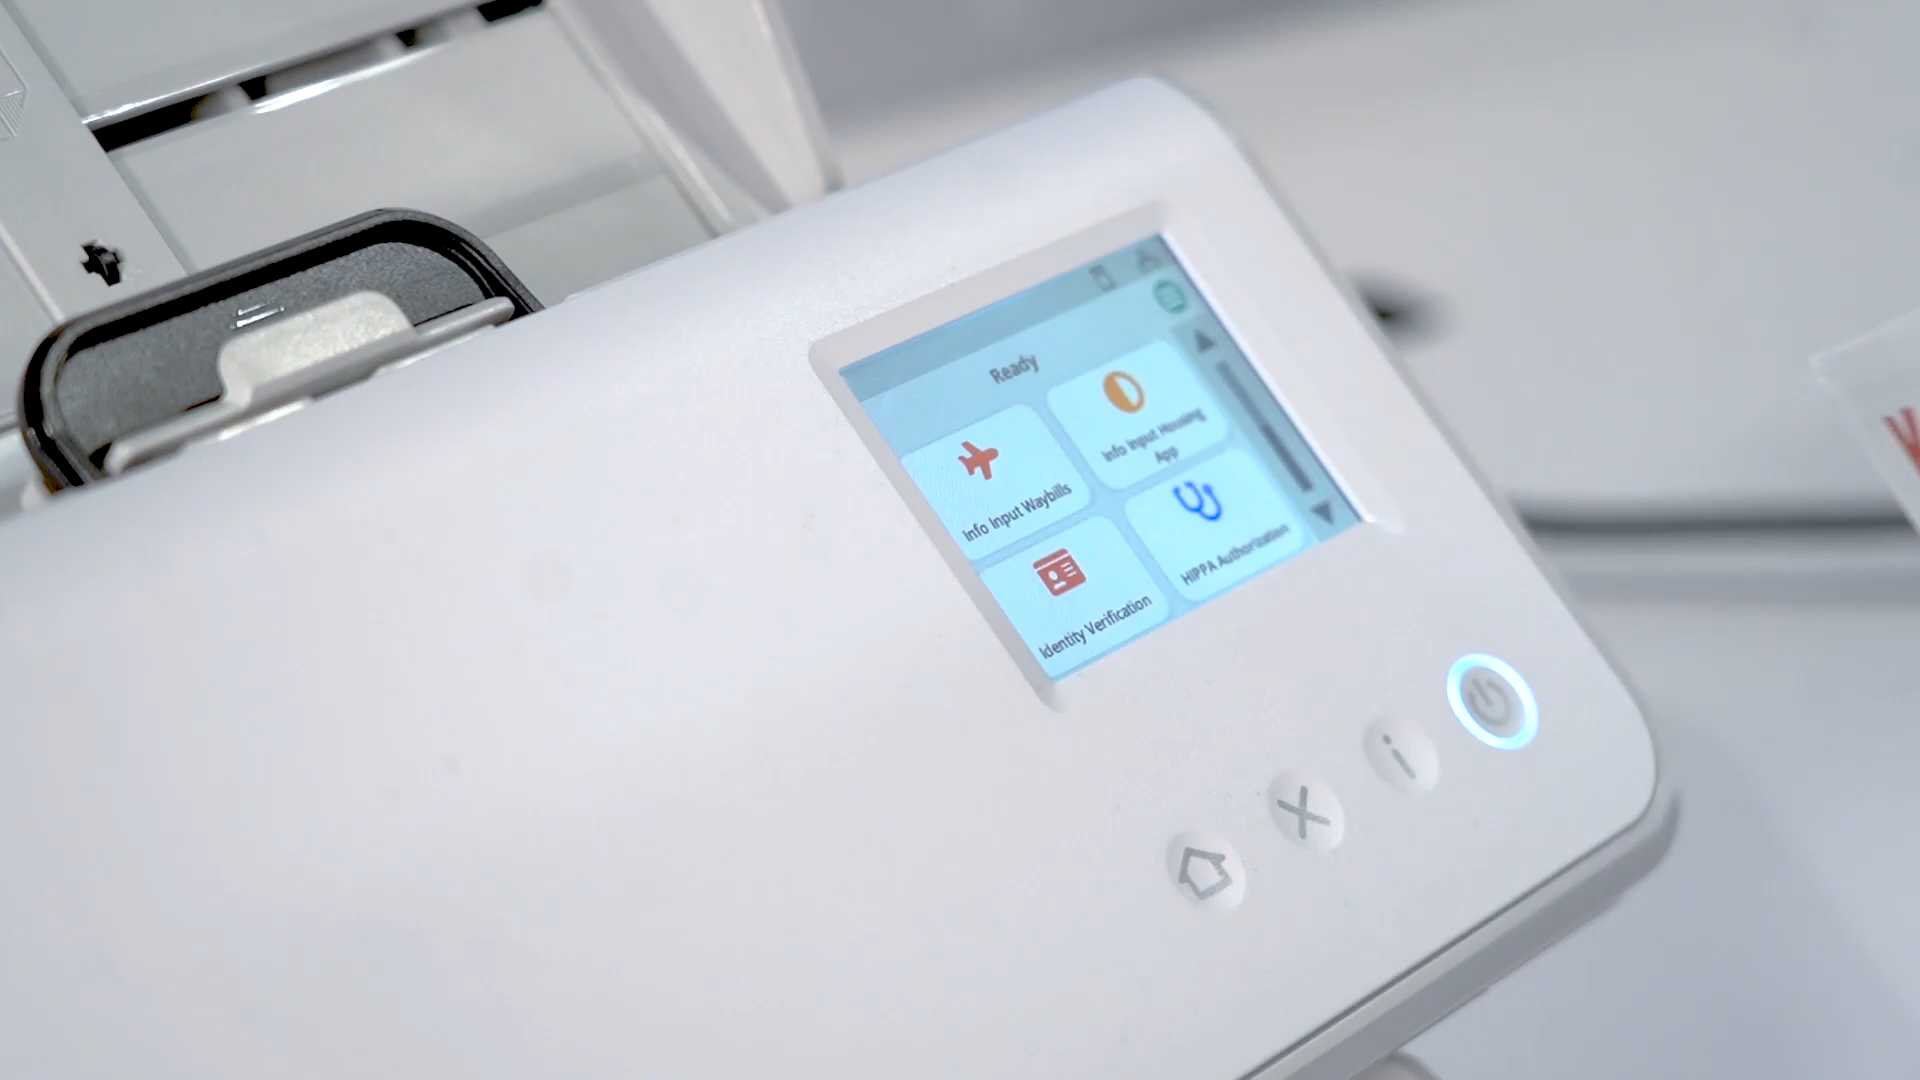 Ready
Info Input Waybills
Info Input Housing
App
Identity Verification
HIPPA Authorization